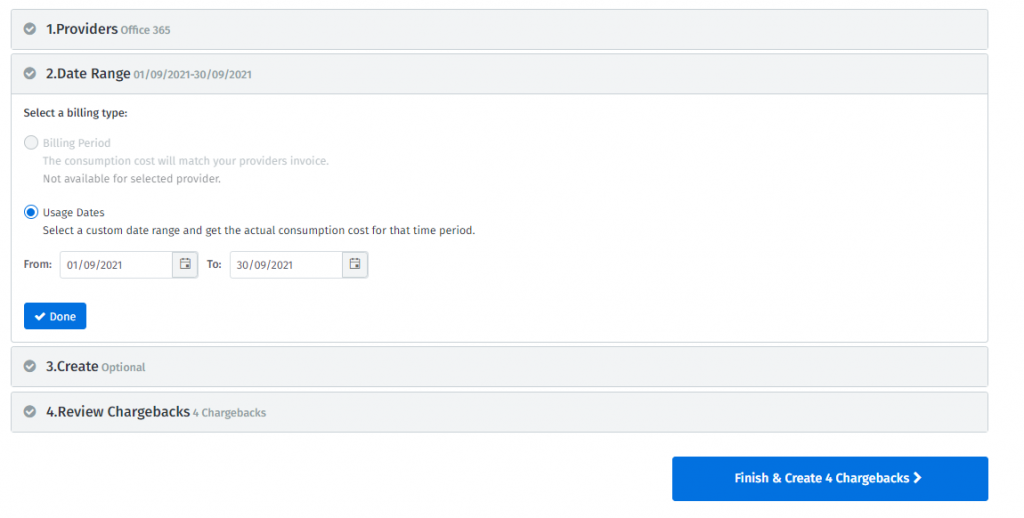 1.Providers Office 365
2.Date Range 01/09/2021-30/09/2021
Select a billing type:
Billing Period
The consumption cost will match your providers invoice.
Not available for selected provider.
Usage Dates
Select a custom date range and get the actual consumption cost for that time period.
From: 01/09/2021 To: 30/09/2021
Done
3.Create Optional
4.Review Chargebacks 4 Chargebacks
Finish & Create 4 Chargebacks